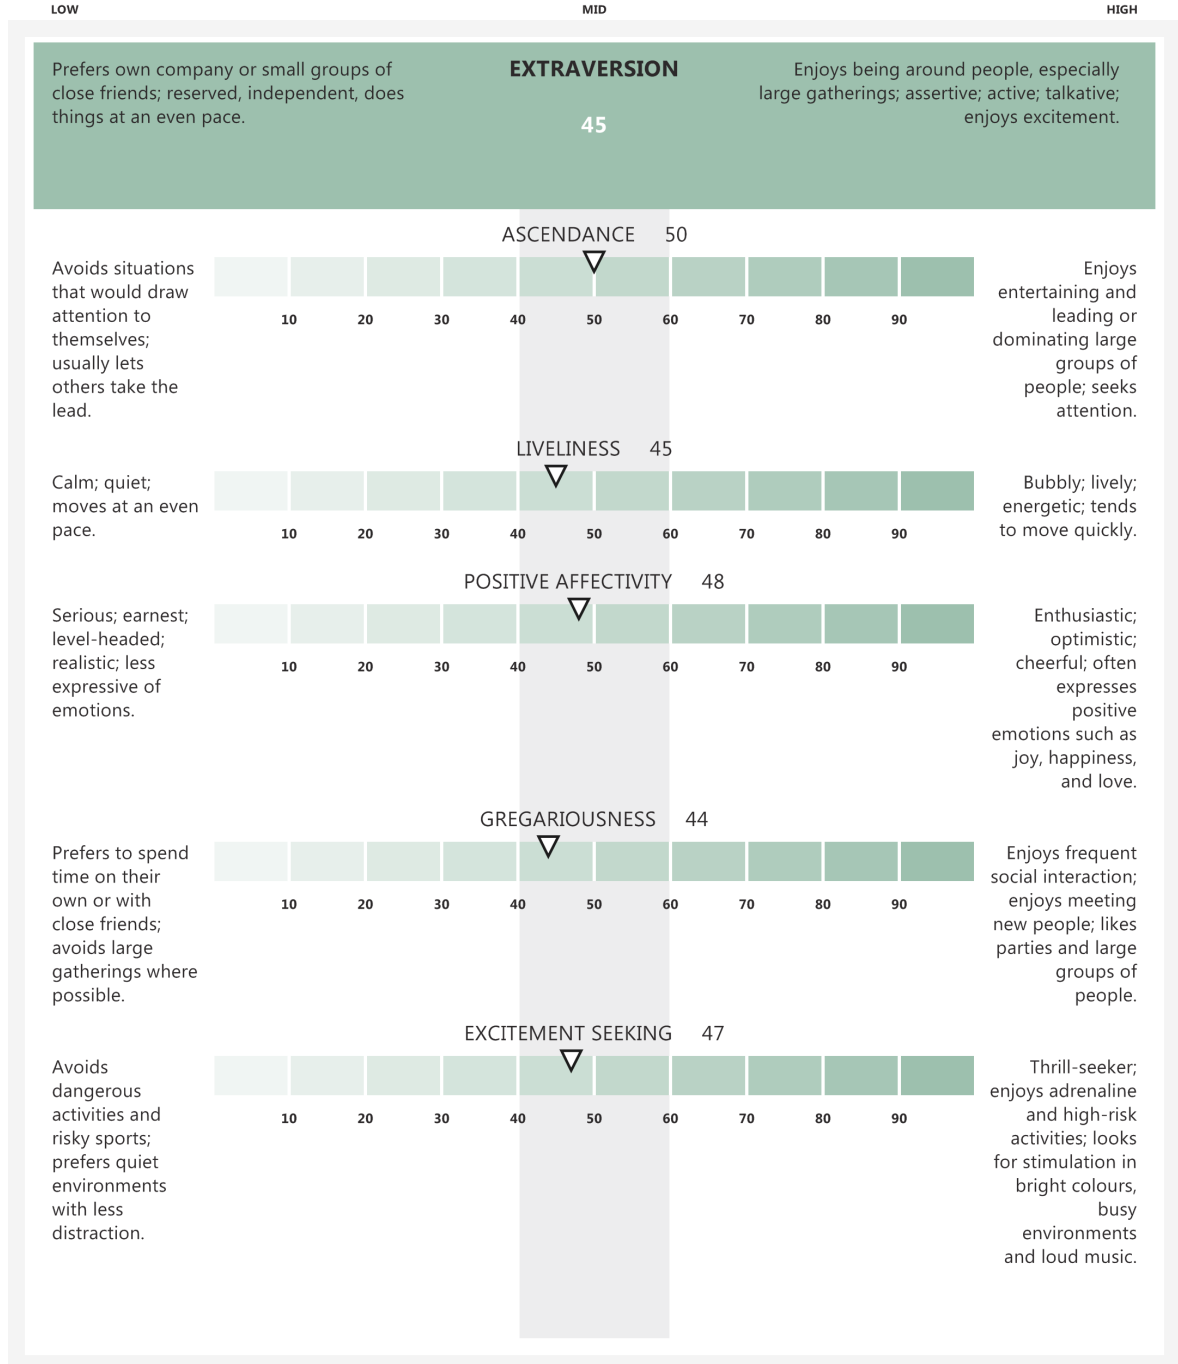 LOW MID HIGH
Prefers own company or small groups of
close friends; reserved, independent, does
things at an even pace.
EXTRAVERSION
45
Enjoys being around people, especially
large gatherings; assertive; active; talkative;
enjoys excitement.
ASCENDANCE 50
Avoids situations
that would draw
attention to
themselves;
usually lets
others take the
lead.
10 20 30 40 50 60 70 80 90
Enjoys
entertaining and
leading or
dominating large
groups of
people; seeks
attention.
LIVELINESS 45
Calm; quiet;
moves at an even
pace.
10 20 30 40 50 60 70 80 90
Bubbly; lively;
energetic; tends
to move quickly.
POSITIVE AFFECTIVITY 48
Serious; earnest;
level-headed;
realistic; less
expressive of
emotions.
10 20 30 40 50 60 70 80 90
Enthusiastic;
optimistic;
cheerful; often
expresses
positive
emotions such as
joy, happiness,
and love.
GREGARIOUSNESS 44
Prefers to spend
time on their
own or with
close friends;
avoids large
gatherings where
possible.
10 20 30 40 50 60 70 80 90
Enjoys frequent
social interaction;
enjoys meeting
new people; likes
parties and large
groups of
people.
EXCITEMENT SEEKING 47
Avoids
dangerous
activities and
risky sports;
prefers quiet
environments
with less
distraction.
10 20 30 40 50 60 70 80 90
Thrill-seeker;
enjoys adrenaline
and high-risk
activities; looks
for stimulation in
bright colours,
busy
environments
and loud music.